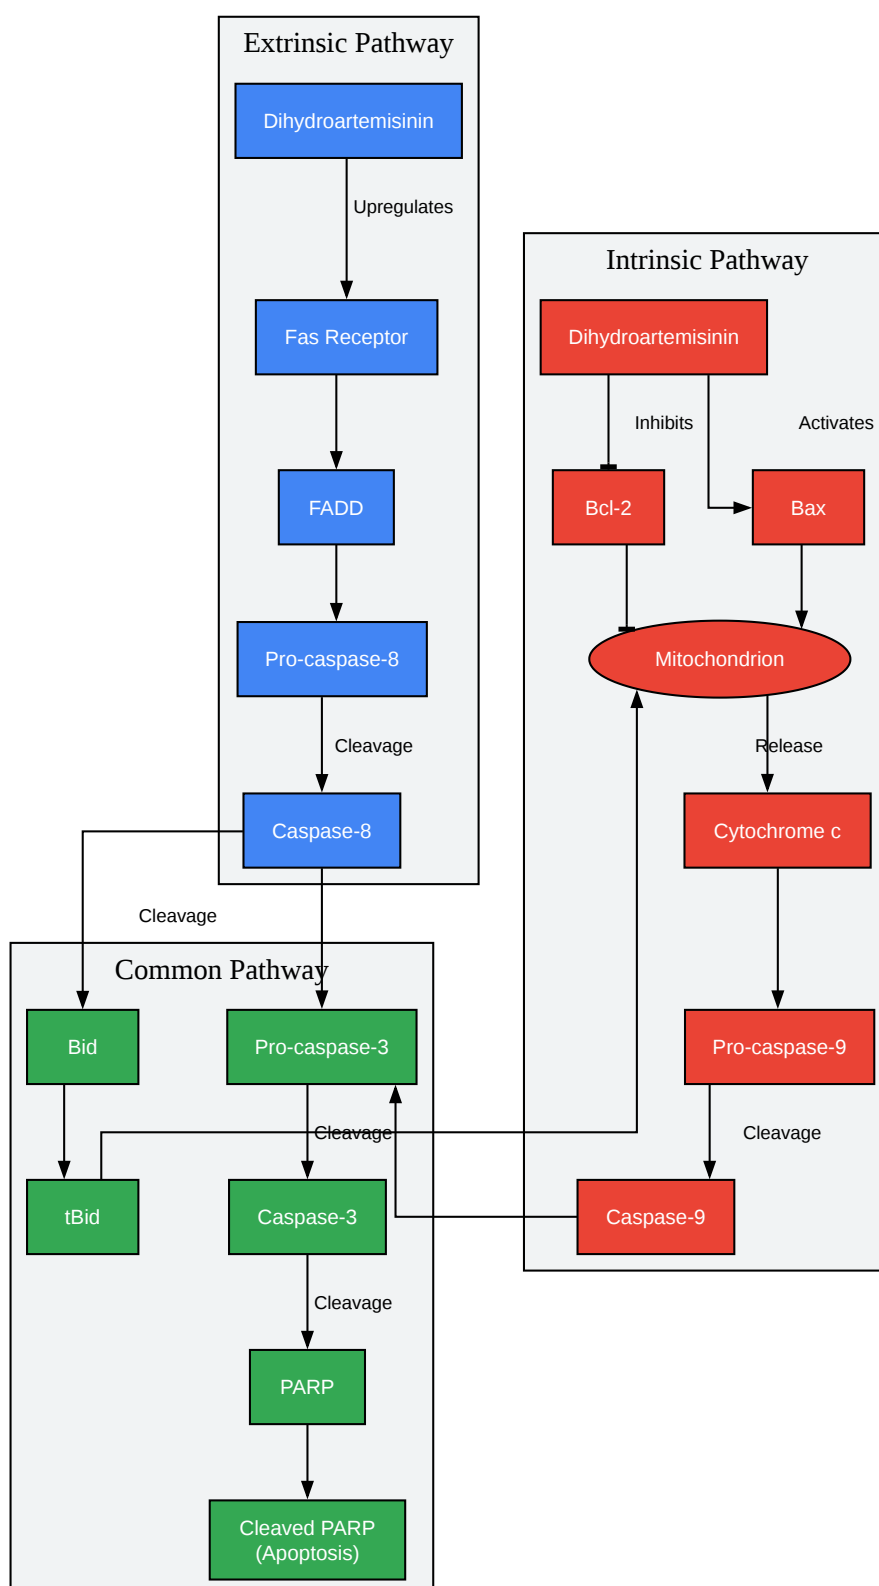 Extrinsic Pathway
Dihydroartemisinin
Upregulates
Fas Receptor
FADD
Pro-caspase-8
Cleavage
Caspase-8
Cleavage
Intrinsic Pathway
Dihydroartemisinin
Inhibits
Activates
Bcl-2
Bax
Mitochondrion
Release
Cytochrome c
Pro-caspase-9
Cleavage
Caspase-9
Common Pathway
Bid
Pro-caspase-3
Cleavage
tBid
Caspase-3
Cleavage
PARP
Cleaved PARP
(Apoptosis)